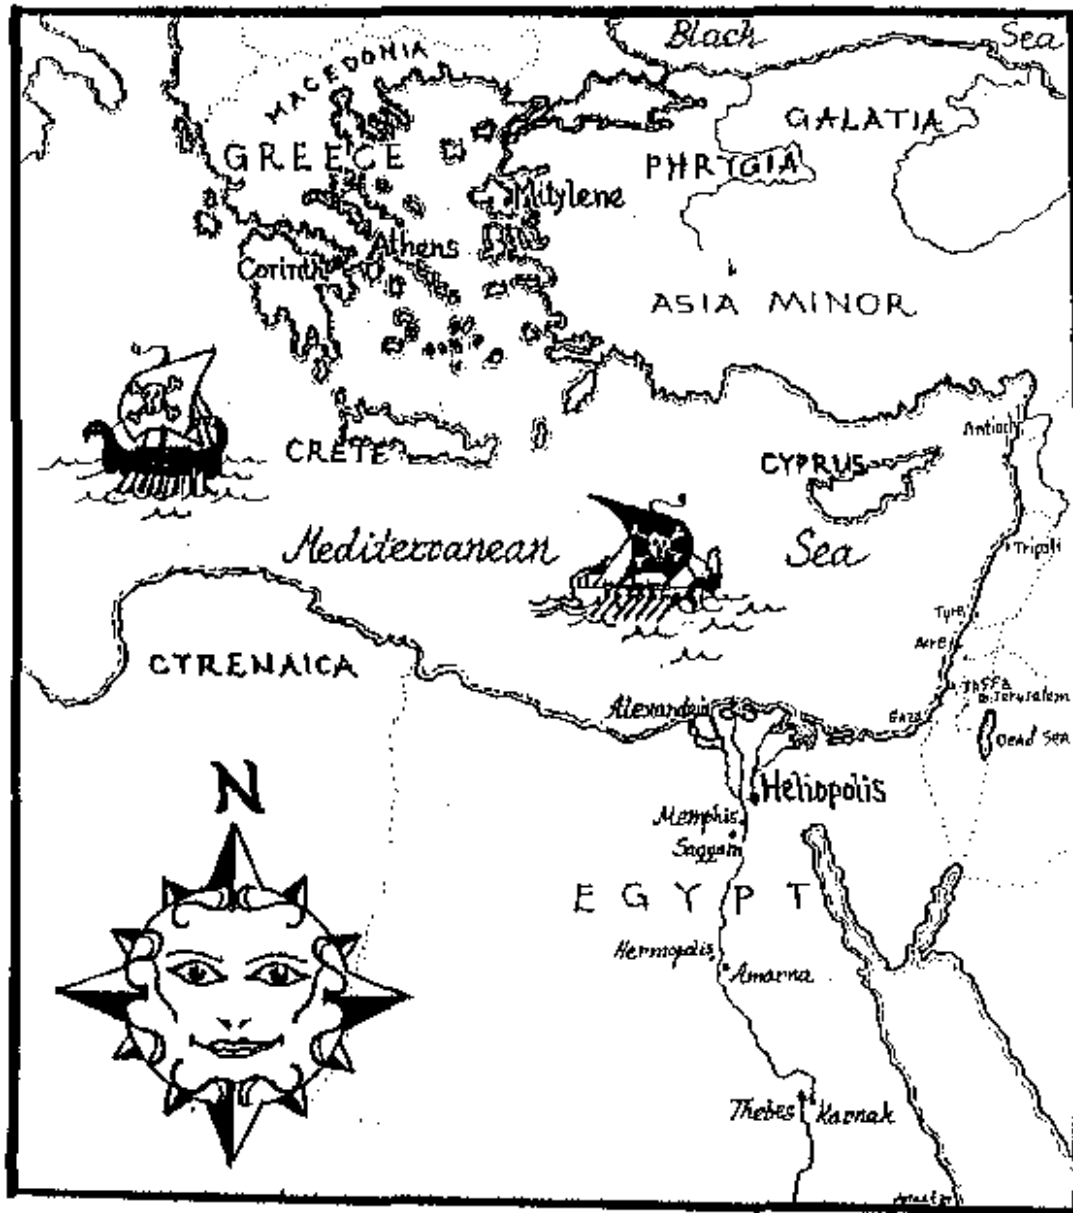 Black Sea
MACEDONIA
GALATIA
GREECE
PHRYGIA
Mitylene
Athens
Corinth
ASIA MINOR
Antioch
CRETE
CYPRUS
Mediterranean Sea
Tripoli
Tyre
Acre
CYRENAICA
Jaffa
Jerusalem
Alexandria
Gaza
Dead Sea
N
Heliopolis
Memphis
EGYPT
Hermopolis
Amarna
Thebes
Karnak